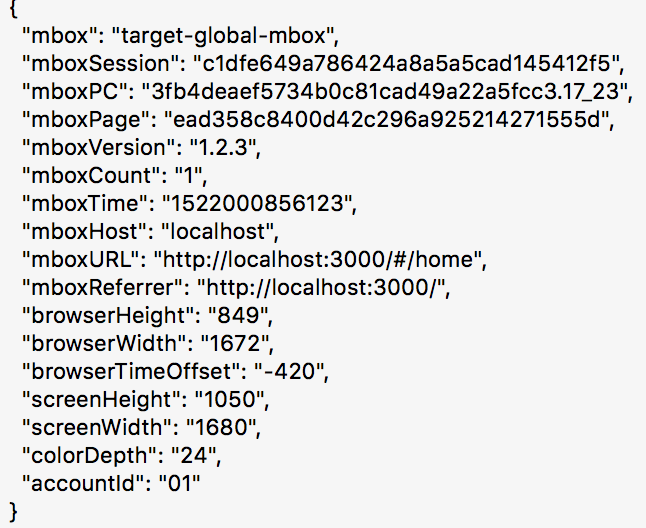 {
"mbox": "target-global-mbox",
"mboxSession": "c1dfe649a786424a8a5a5cad145412f5",
"mboxPC": "3fb4deaef5734b0c81cad49a22a5fcc3.17_23",
"mboxPage": "ead358c8400d42c296a925214271555d",
"mboxVersion": "1.2.3",
"mboxCount": "1",
"mboxTime": "1522000856123",
"mboxHost": "localhost",
"mboxURL": "http://localhost:3000/#/home",
"mboxReferrer": "http://localhost:3000/",
"browserHeight": "849",
"browserWidth": "1672",
"browserTimeOffset": "-420",
"screenHeight": "1050",
"screenWidth": "1680",
"colorDepth": "24",
"accountId": "01"
}